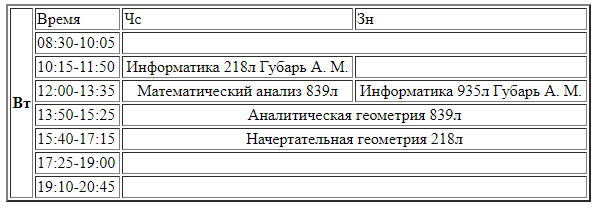 Вт
Время Чс Зн
08:30-10:05
10:15-11:50 Информатика 218л Губарь А. М.
12:00-13:35 Математический анализ 839л Информатика 935л Губарь А. М.
13:50-15:25 Аналитическая геометрия 839л
15:40-17:15 Начертательная геометрия 218л
17:25-19:00
19:10-20:45